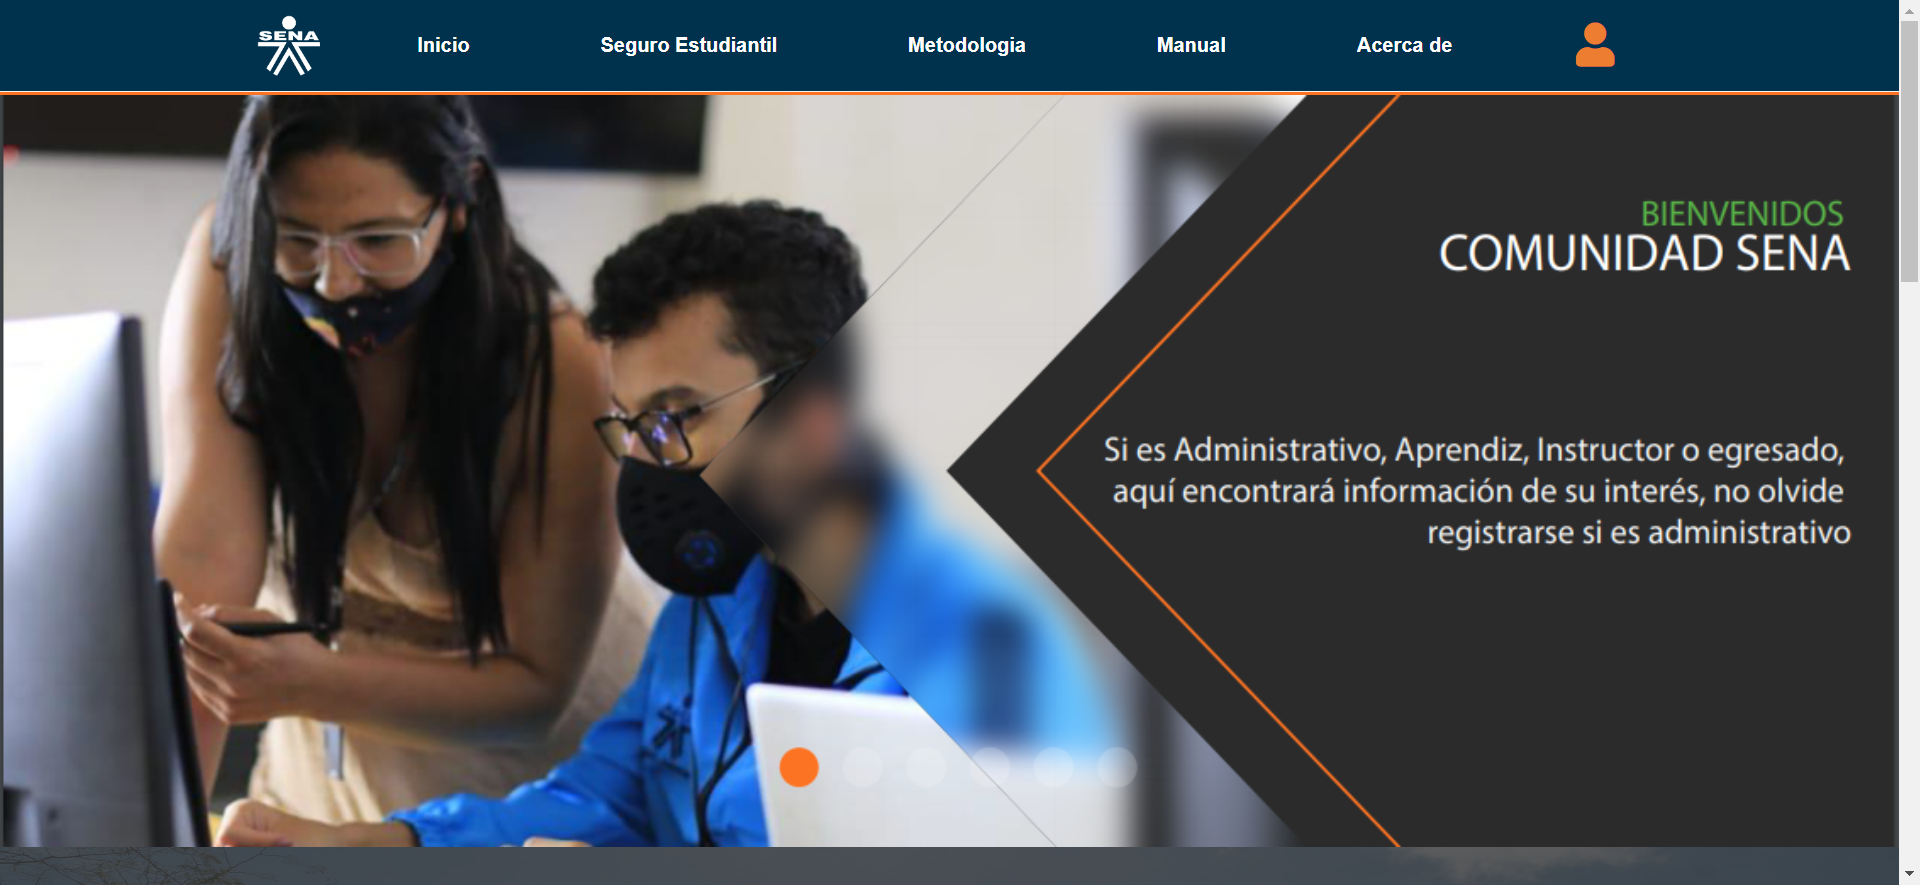 SENA
Inicio
Seguro Estudiantil
Metodologia
Manual
Acerca de
BIENVENIDOS
COMUNIDAD SENA
Si es Administrativo, Aprendiz, Instructor o egresado,
aquí encontrará información de su interés, no olvide
registrarse si es administrativo